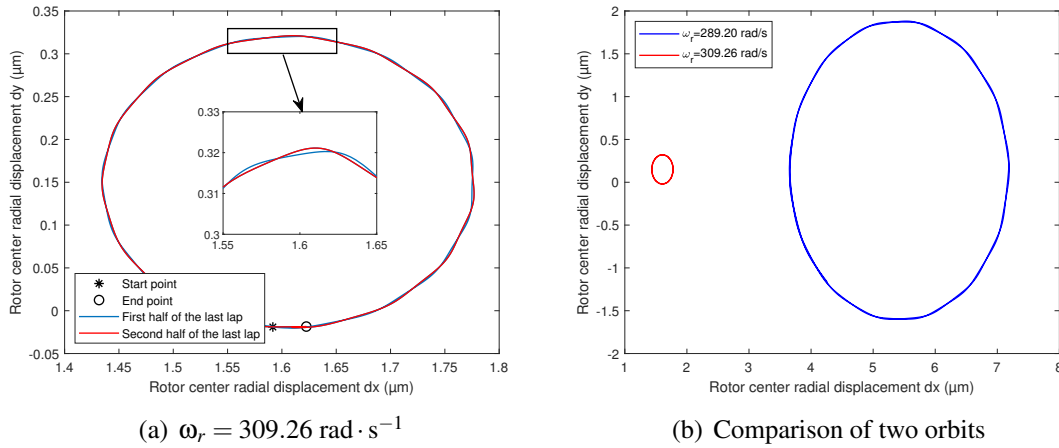 0.35
0.3
0.25
0.2
0.15
0.1
0.05
0
-0.05
Rotor center radial displacement dy (μm)
0.33
0.32
0.31
0.3
1.55 1.6 1.65
Start point
End point
First half of the last lap
Second half of the last lap
1.4 1.45 1.5 1.55 1.6 1.65 1.7 1.75 1.8
Rotor center radial displacement dx (μm)
(a) ωr = 309.26 rad · s−1
2
1.5
1
0.5
0
-0.5
-1
-1.5
-2
Rotor center radial displacement dy (μm)
ωr=289.20 rad/s
ωr=309.26 rad/s
1 2 3 4 5 6 7 8
Rotor center radial displacement dx (μm)
(b) Comparison of two orbits